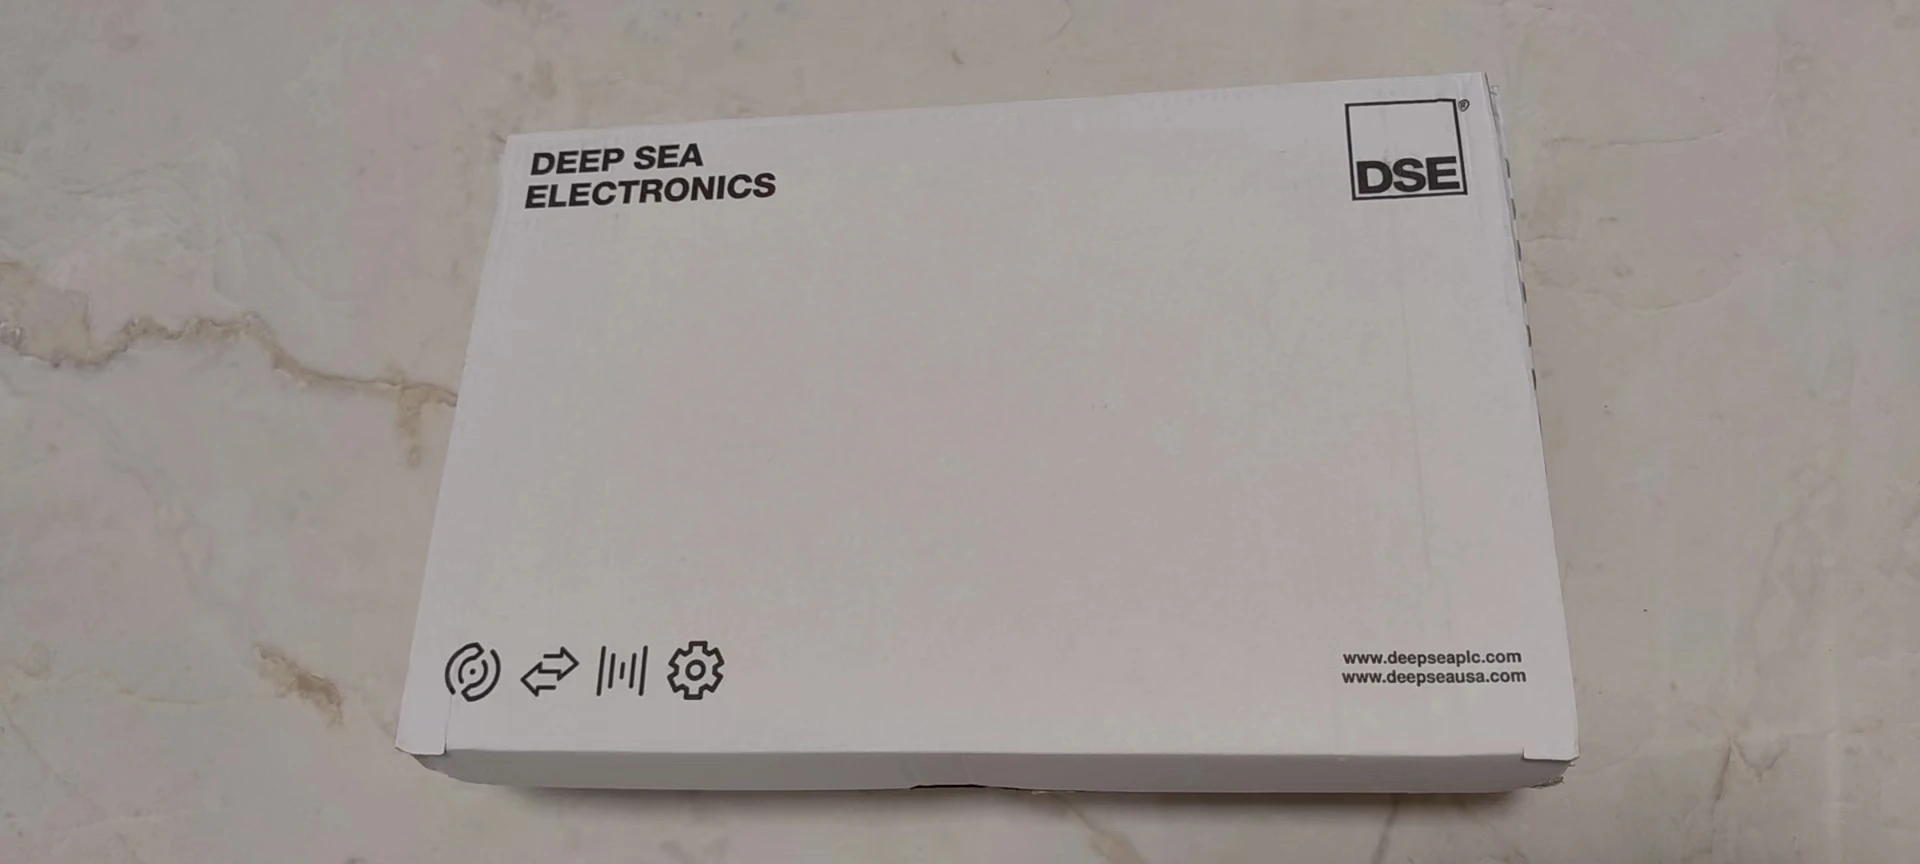 DEEP SEA
ELECTRONICS
DSE
®
www.deepseaplc.com
www.deepseausa.com